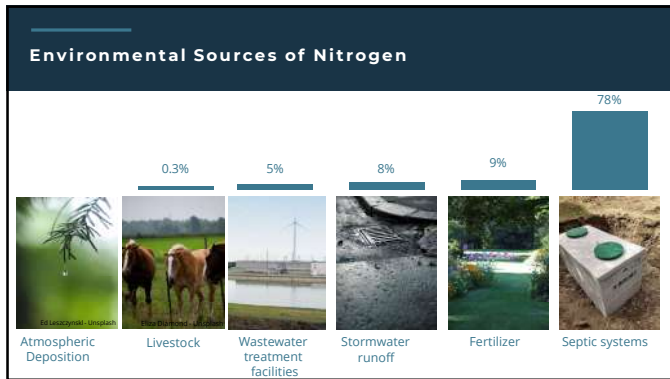 Environmental Sources of Nitrogen
78%
0.3%
5%
8%
9%
Ed Leszczynski - Unsplash
Eliza Diamond - Unsplash
Atmospheric
Deposition
Livestock
Wastewater
treatment
facilities
Stormwater
runoff
Fertilizer
Septic systems